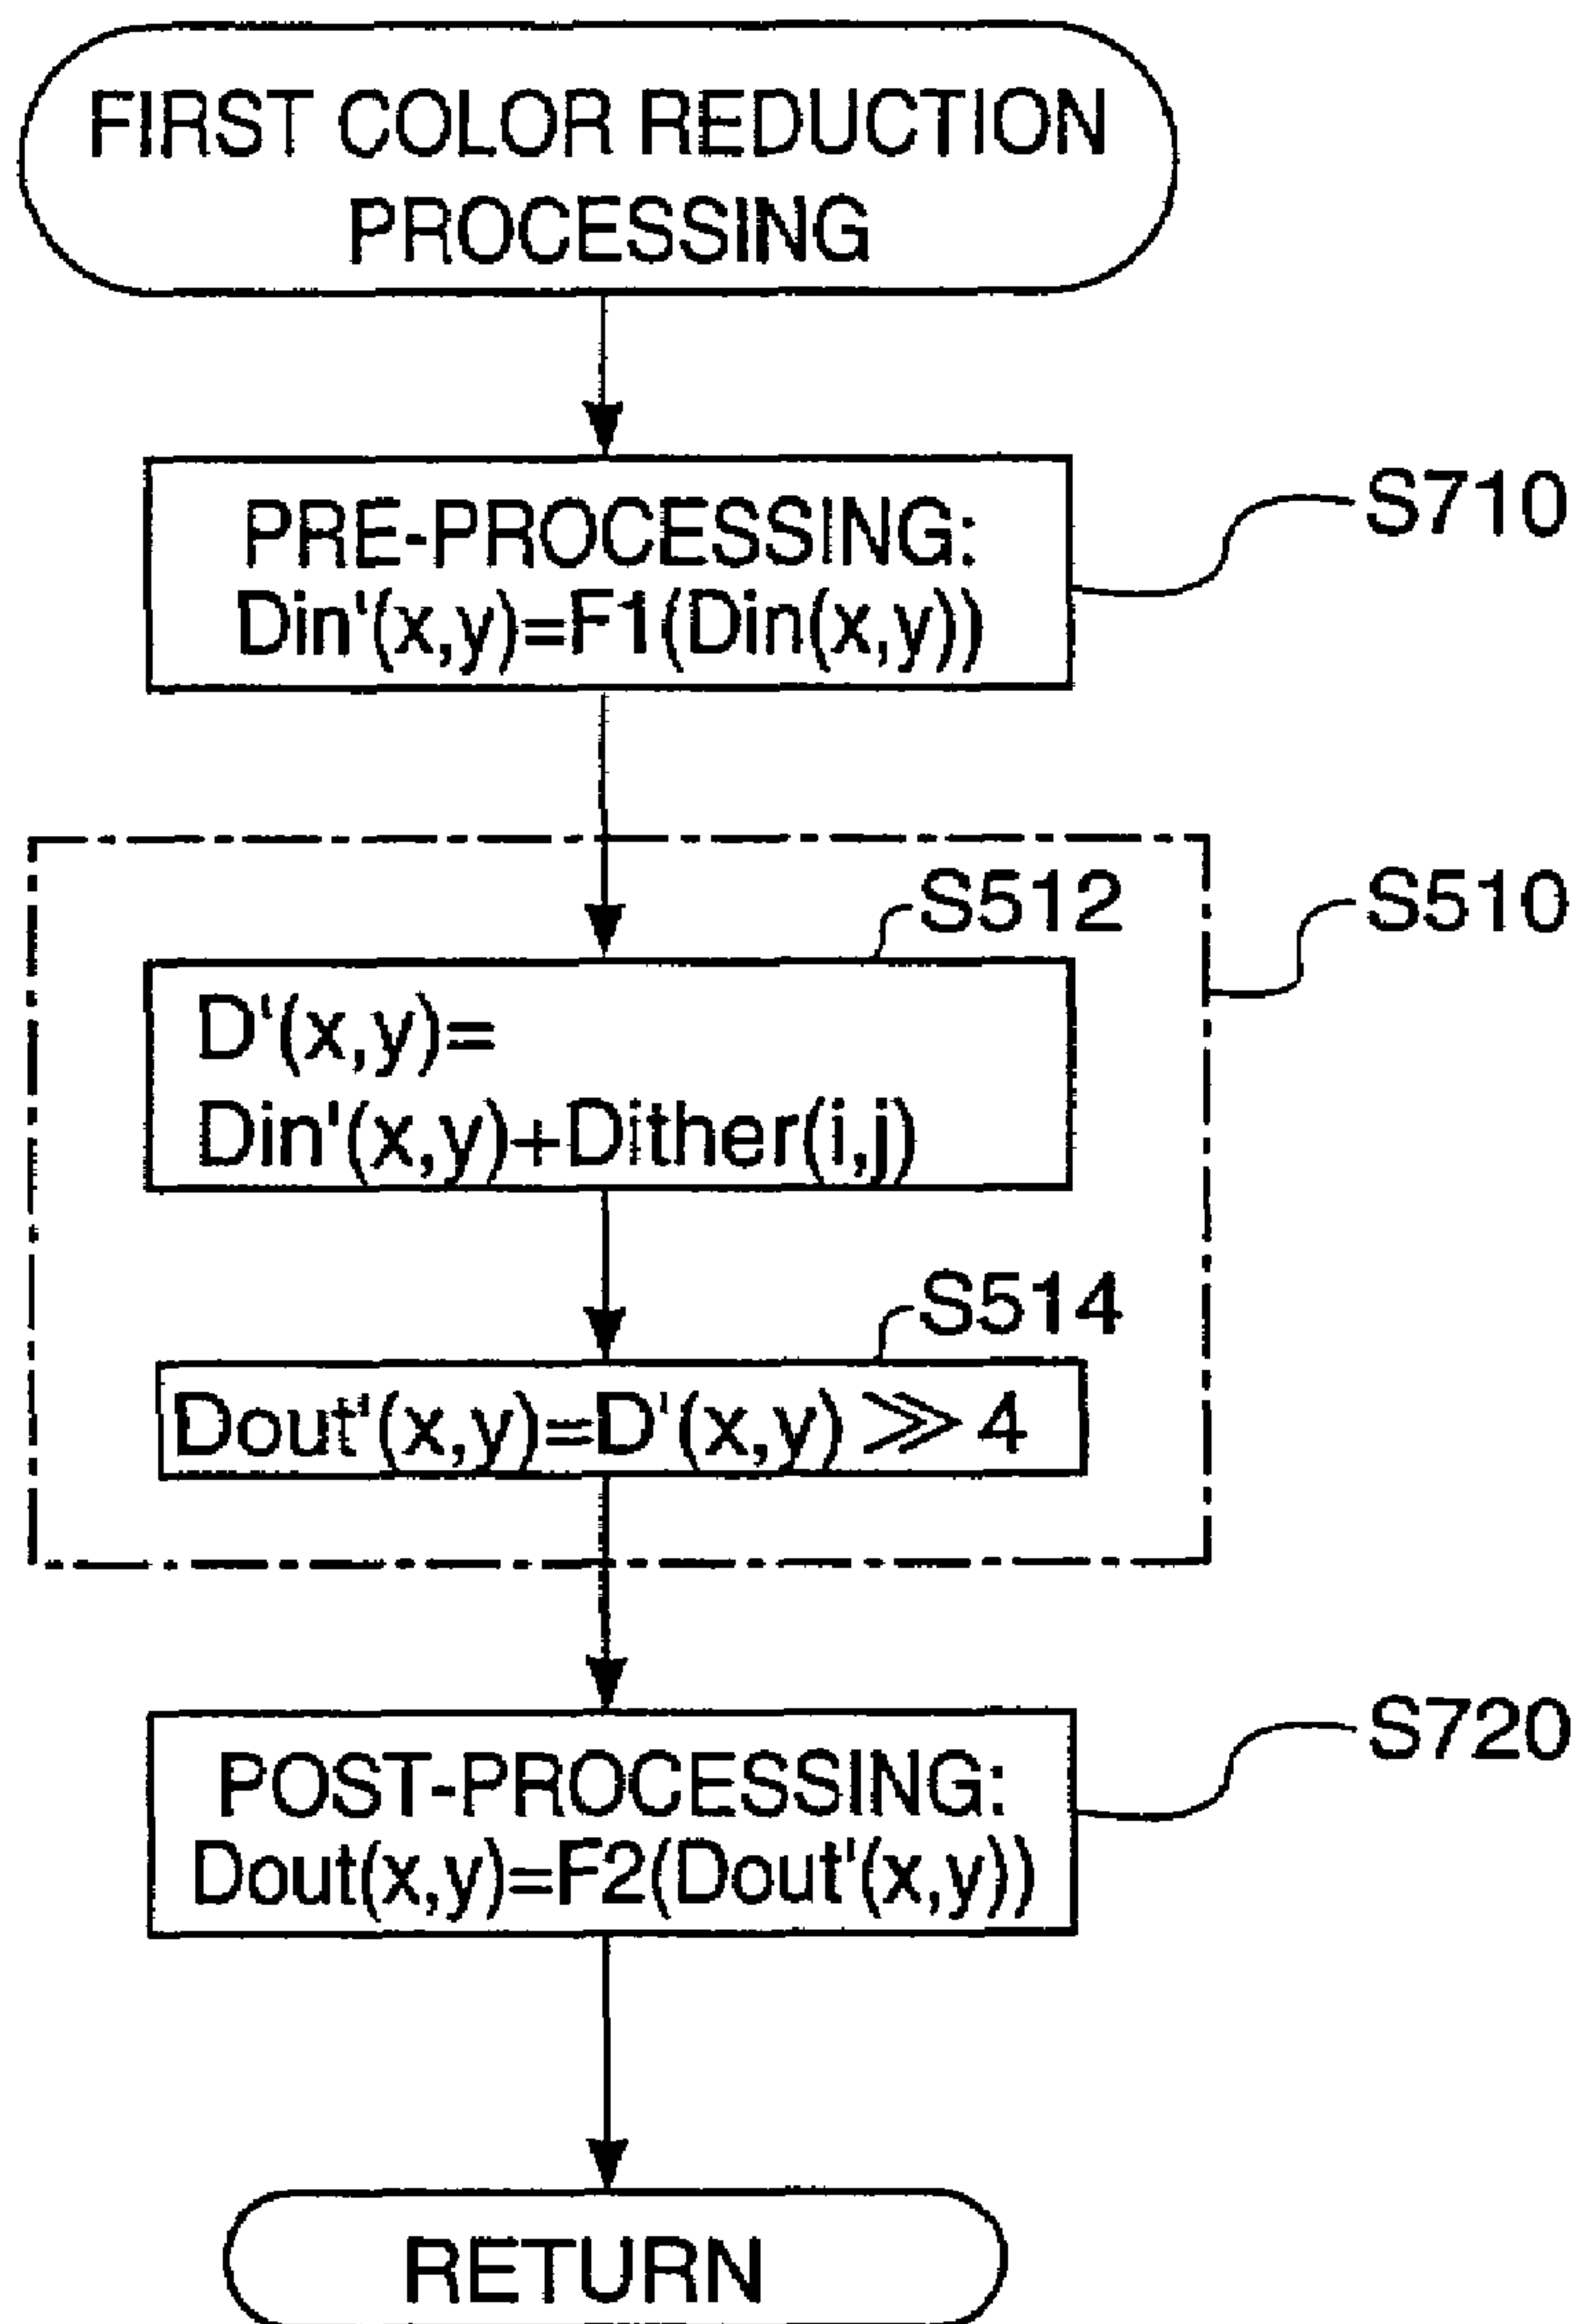 FIRST COLOR REDUCTION
PROCESSING
PRE-PROCESSING:
Din'(x,y)=F1(Din(x,y))
S710
S510
S512
D'(x,y)=
Din'(x,y)+Dither(i,j)
S514
Dout'(x,y)=D'(x,y)≫4
POST-PROCESSING:
Dout(x,y)=F2(Dout'(x,y))
S720
RETURN